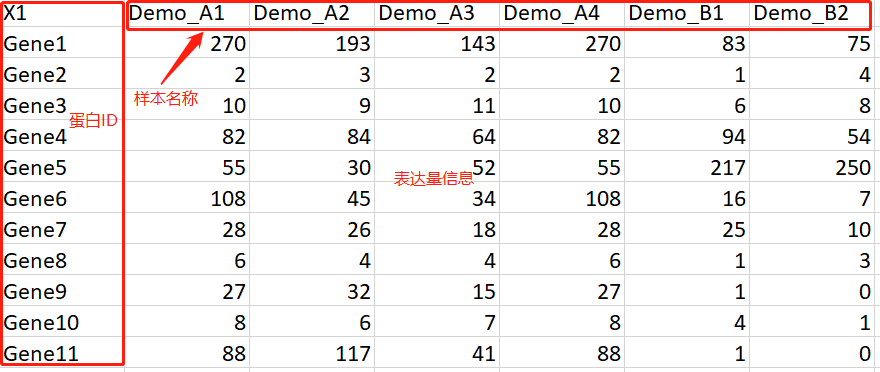 X1 Demo_A1 Demo_A2 Demo_A3 Demo_A4 Demo_B1 Demo_B2
Gene1 270 193 143 270 83 75
Gene2 2 3 2 2 1 4
样本名称
Gene3 10 9 11 10 6 8
蛋白ID
Gene4 82 84 64 82 94 54
Gene5 55 30 52 55 217 250
表达量信息
Gene6 108 45 34 108 16 7
Gene7 28 26 18 28 25 10
Gene8 6 4 4 6 1 3
Gene9 27 32 15 27 1 0
Gene10 8 6 7 8 4 1
Gene11 88 117 41 88 1 0